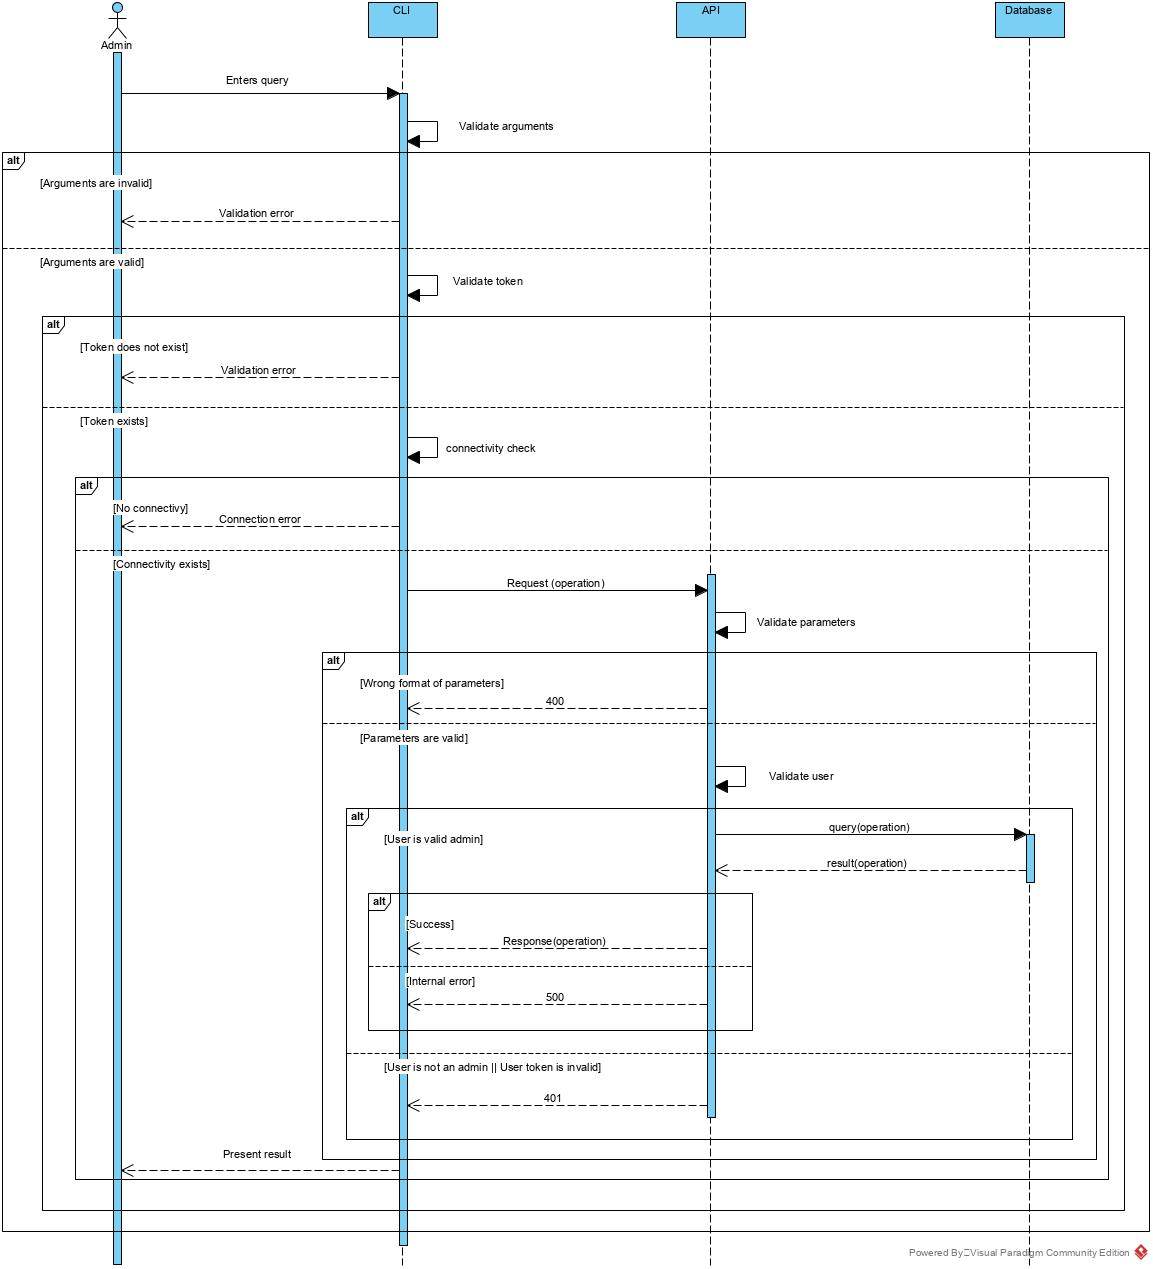 CLI
API
Database
Admin
Enters query
Validate arguments
alt
[Arguments are invalid]
Validation error
[Arguments are valid]
Validate token
alt
[Token does not exist]
Validation error
[Token exists]
connectivity check
alt
[No connectivy]
Connection error
[Connectivity exists]
Request (operation)
Validate parameters
alt
[Wrong format of parameters]
400
[Parameters are valid]
Validate user
alt
query(operation)
[User is valid admin]
result(operation)
alt
[Success]
Response(operation)
[Internal error]
500
[User is not an admin || User token is invalid]
401
Present result
Powered By Visual Paradigm Community Edition